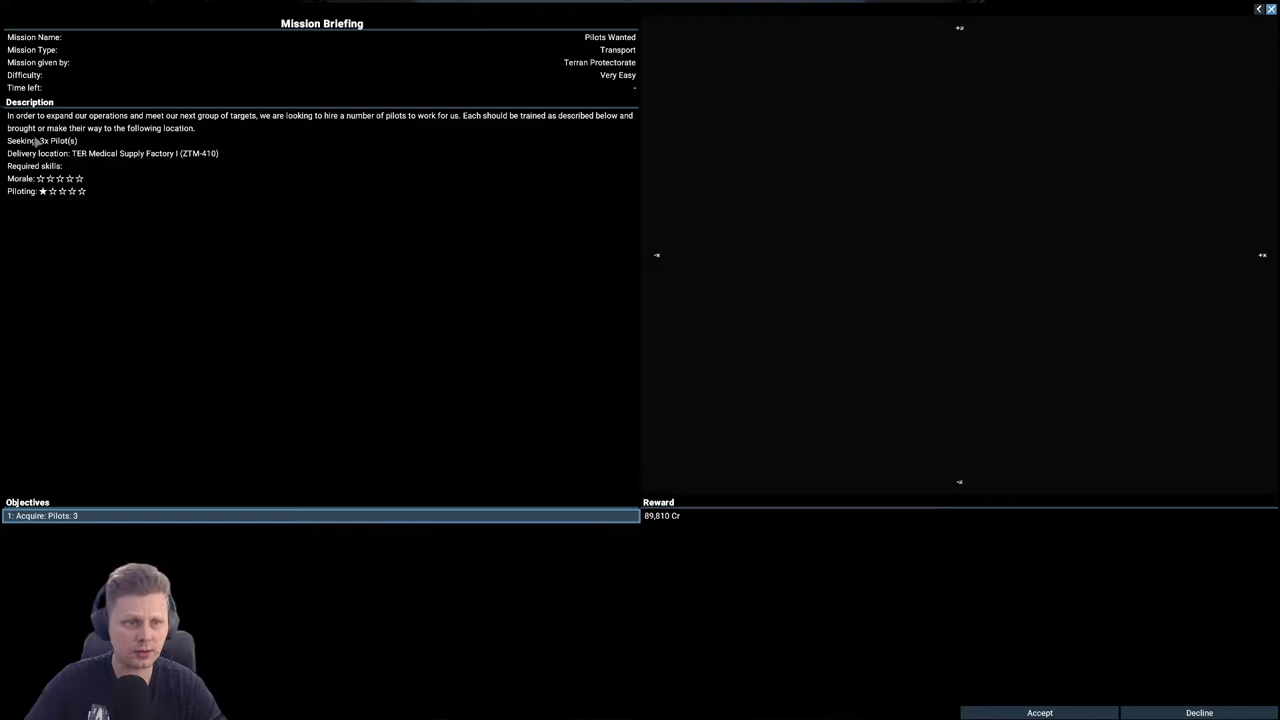 Mission Briefing
Mission Name: Pilots Wanted
Mission Type: Transport
Mission given by: Terran Protectorate
Difficulty: Very Easy
Time left: -
Description
In order to expand our operations and meet our next group of targets, we are looking to hire a number of pilots to work for us. Each should be trained as described below and
brought or make their way to the following location.
Seeking 3x Pilot(s)
Delivery location: TER Medical Supply Factory I (ZTM-410)
Required skills:
Morale: ☆☆☆☆☆
Piloting: ★☆☆☆☆
+z
-x
+x
-z
Objectives
1: Acquire: Pilots: 3
Reward
89,810 Cr
Accept
Decline